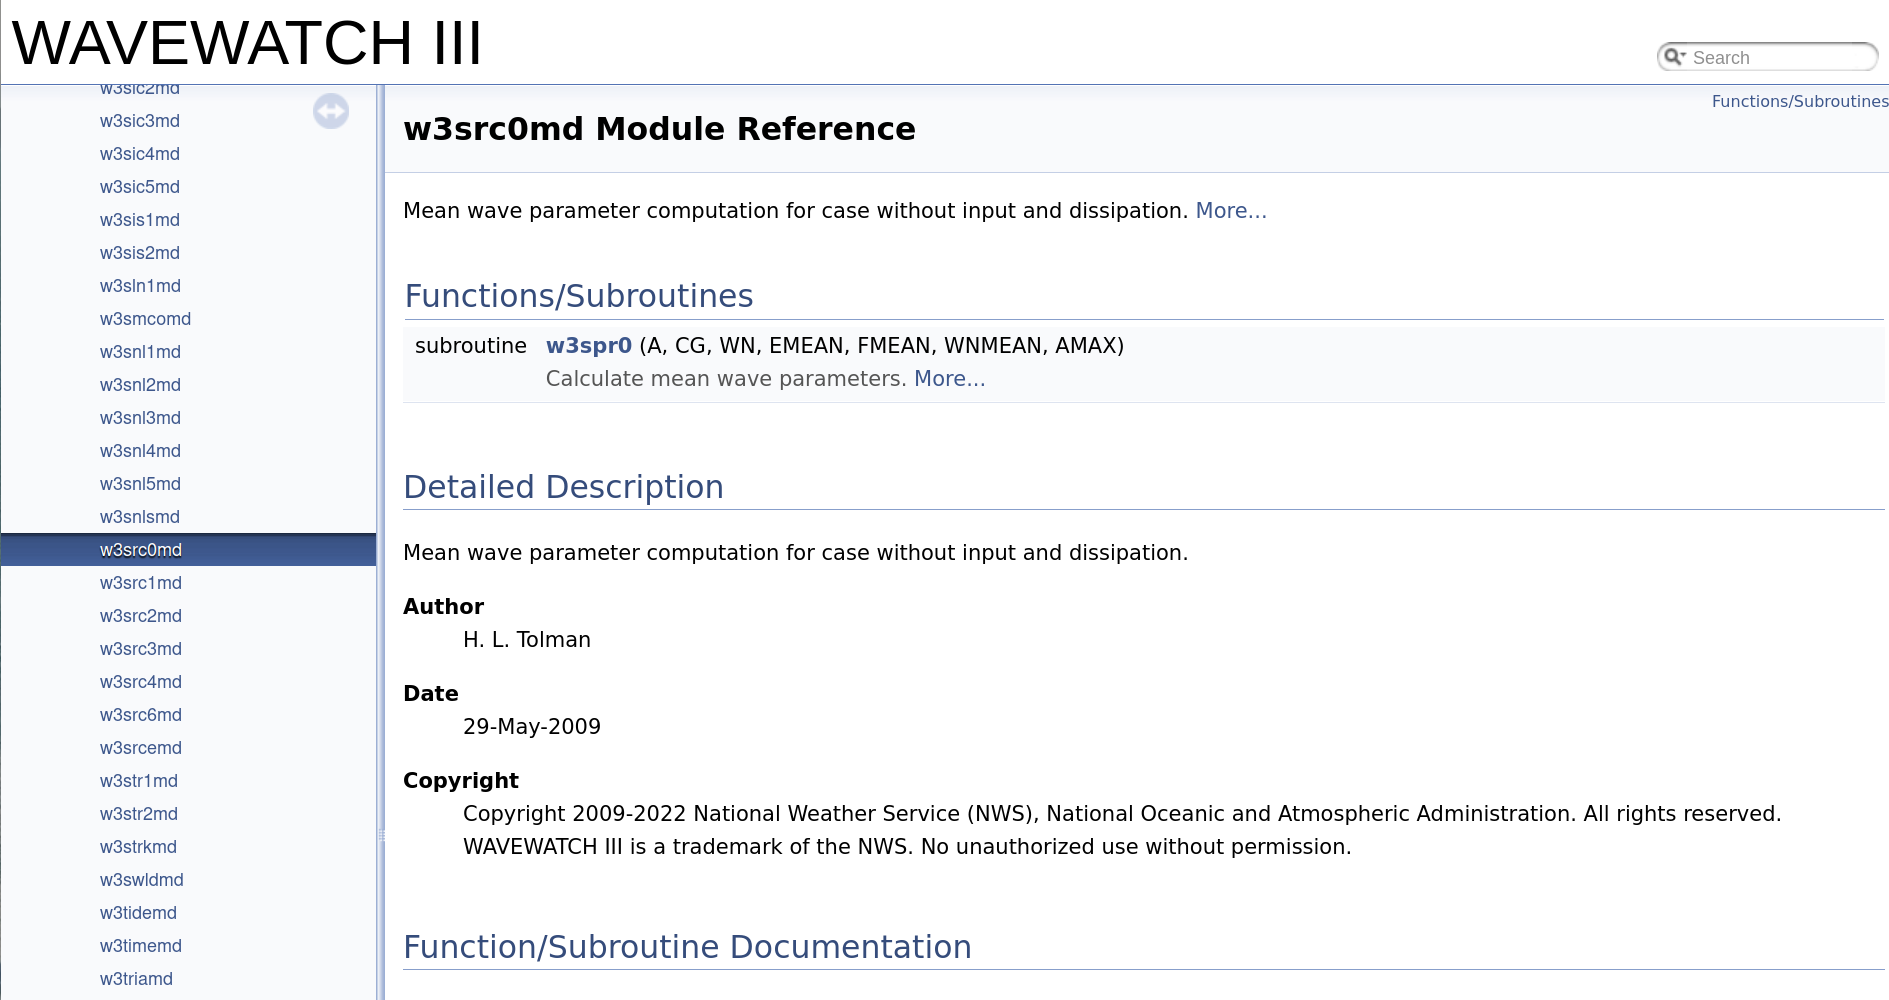 WAVEWATCH III
Search
w3sic2md
w3sic3md
w3sic4md
w3sic5md
w3sis1md
w3sis2md
w3sln1md
w3smcomd
w3snl1md
w3snl2md
w3snl3md
w3snl4md
w3snl5md
w3snlsmd
w3src0md
w3src1md
w3src2md
w3src3md
w3src4md
w3src6md
w3srcemd
w3str1md
w3str2md
w3strkmd
w3swldmd
w3tidemd
w3timemd
w3triamd
Functions/Subroutines
w3src0md Module Reference
Mean wave parameter computation for case without input and dissipation. More...
Functions/Subroutines
subroutine w3spr0 (A, CG, WN, EMEAN, FMEAN, WNMEAN, AMAX)
Calculate mean wave parameters. More...
Detailed Description
Mean wave parameter computation for case without input and dissipation.
Author
H. L. Tolman
Date
29-May-2009
Copyright
Copyright 2009-2022 National Weather Service (NWS), National Oceanic and Atmospheric Administration. All rights reserved.
WAVEWATCH III is a trademark of the NWS. No unauthorized use without permission.
Function/Subroutine Documentation